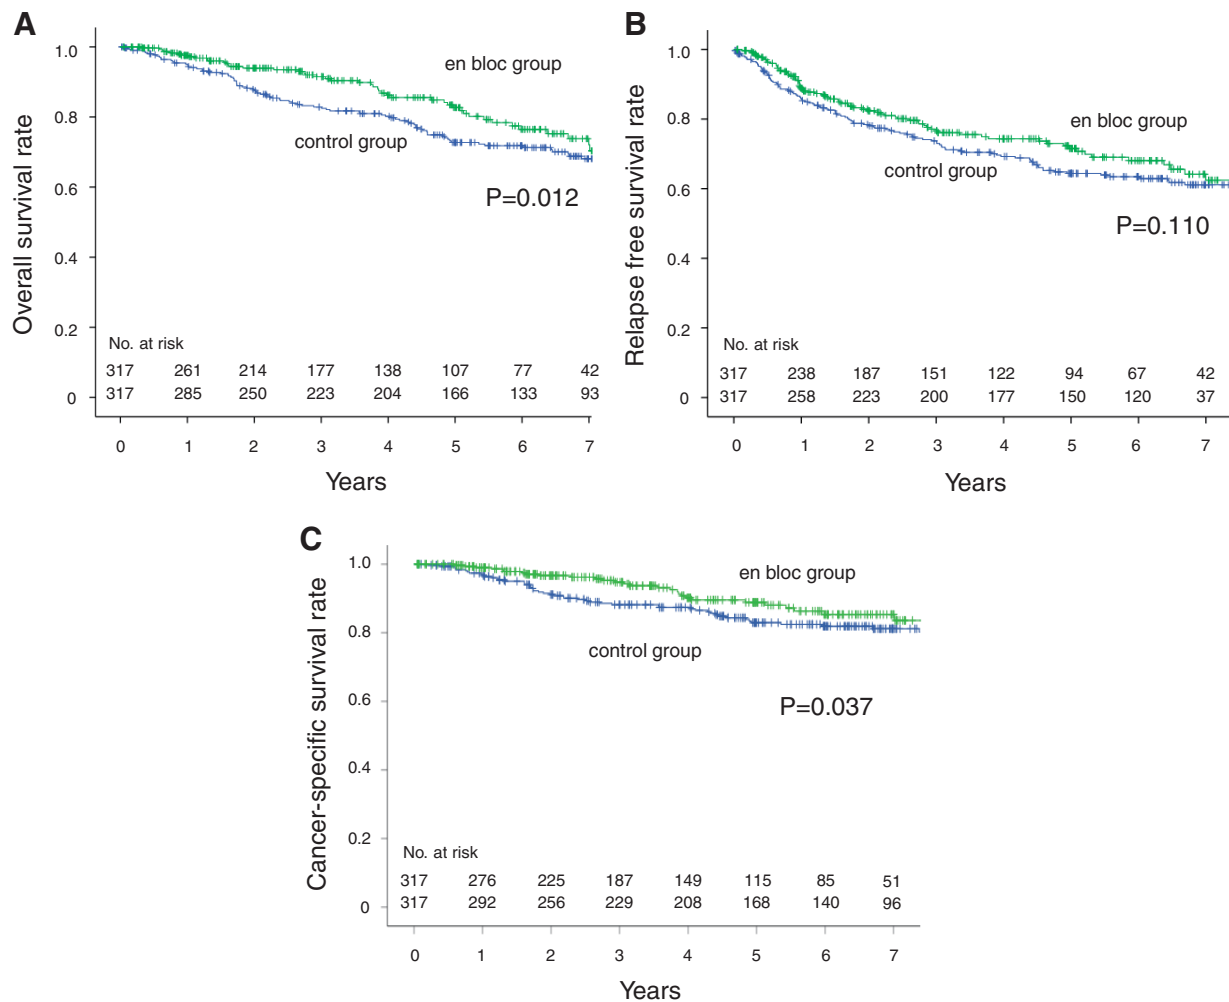 A
Overall survival rate
1.0
0.8
0.6
0.4
0.2
0
en bloc group
control group
P=0.012
No. at risk
317 261 214 177 138 107 77 42
317 285 250 223 204 166 133 93
0 1 2 3 4 5 6 7
Years
B
Relapse free survival rate
1.0
0.8
0.6
0.4
0.2
0
en bloc group
control group
P=0.110
No. at risk
317 238 187 151 122 94 67 42
317 258 223 200 177 150 120 37
0 1 2 3 4 5 6 7
Years
C
Cancer-specific survival rate
1.0
0.8
0.6
0.4
0.2
0
en bloc group
control group
P=0.037
No. at risk
317 276 225 187 149 115 85 51
317 292 256 229 208 168 140 96
0 1 2 3 4 5 6 7
Years